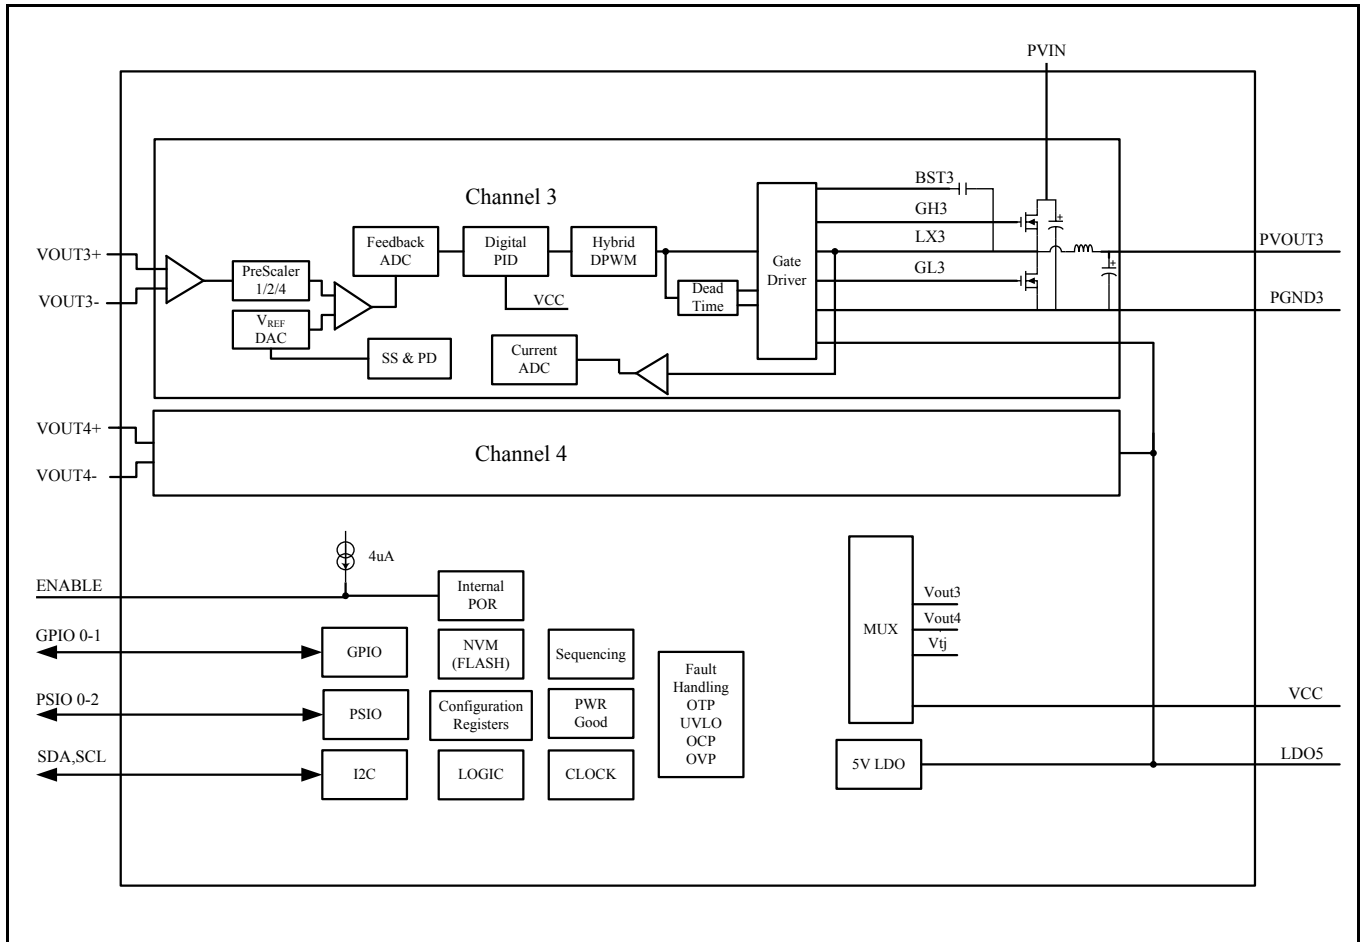 PVIN
Channel 3
BST3
GH3
LX3
GL3
VOUT3+
VOUT3-
PreScaler
1/2/4
VREF
DAC
Feedback
ADC
Digital
PID
Hybrid
DPWM
VCC
Dead
Time
Gate
Driver
SS & PD
Current
ADC
PVOUT3
PGND3
VOUT4+
VOUT4-
Channel 4
4uA
ENABLE
Internal
POR
GPIO 0-1
GPIO
NVM
(FLASH)
Sequencing
PSIO 0-2
PSIO
Configuration
Registers
PWR
Good
SDA,SCL
I2C
LOGIC
CLOCK
Fault
Handling
OTP
UVLO
OCP
OVP
MUX
Vout3
Vout4
Vtj
VCC
5V LDO
LDO5